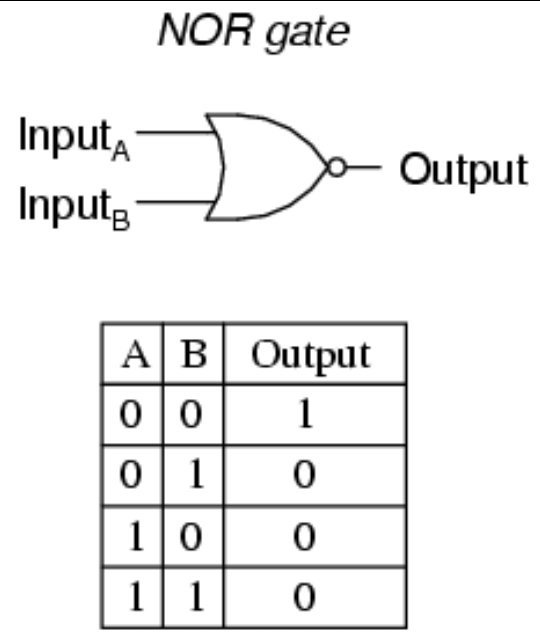 NOR gate
InputA
Output
InputB
A B Output
0 0 1
0 1 0
1 0 0
1 1 0